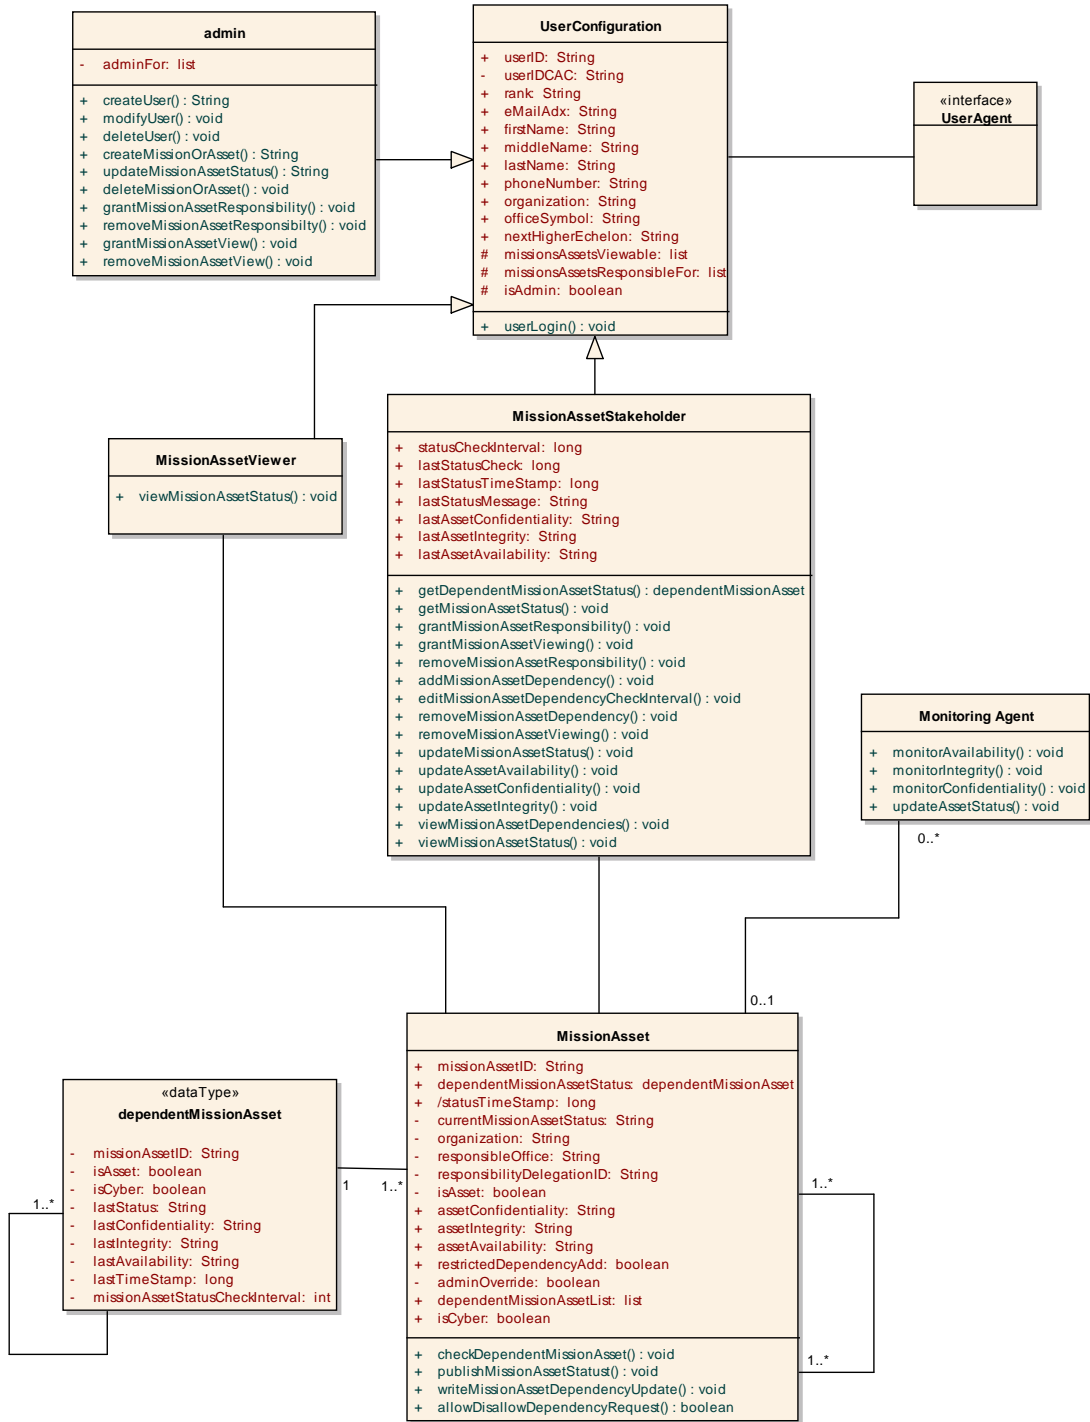 admin
- adminFor: list
+ createUser() : String
+ modifyUser() : void
+ deleteUser() : void
+ createMissionOrAsset() : String
+ updateMissionAssetStatus() : String
+ deleteMissionOrAsset() : void
+ grantMissionAssetResponsibility() : void
+ removeMissionAssetResponsibilty() : void
+ grantMissionAssetView() : void
+ removeMissionAssetView() : void
UserConfiguration
+ userID: String
- userIDCAC: String
+ rank: String
+ eMailAdx: String
+ firstName: String
+ middleName: String
+ lastName: String
+ phoneNumber: String
+ organization: String
+ officeSymbol: String
+ nextHigherEchelon: String
# missionsAssetsViewable: list
# missionsAssetsResponsibleFor: list
# isAdmin: boolean
+ userLogin() : void
«interface»
UserAgent
MissionAssetViewer
+ viewMissionAssetStatus() : void
MissionAssetStakeholder
+ statusCheckInterval: long
+ lastStatusCheck: long
+ lastStatusTimeStamp: long
+ lastStatusMessage: String
+ lastAssetConfidentiality: String
+ lastAssetIntegrity: String
+ lastAssetAvailability: String
+ getDependentMissionAssetStatus() : dependentMissionAsset
+ getMissionAssetStatus() : void
+ grantMissionAssetResponsibility() : void
+ grantMissionAssetViewing() : void
+ removeMissionAssetResponsibility() : void
+ addMissionAssetDependency() : void
+ editMissionAssetDependencyCheckInterval() : void
+ removeMissionAssetDependency() : void
+ removeMissionAssetViewing() : void
+ updateMissionAssetStatus() : void
+ updateAssetAvailability() : void
+ updateAssetConfidentiality() : void
+ updateAssetIntegrity() : void
+ viewMissionAssetDependencies() : void
+ viewMissionAssetStatus() : void
Monitoring Agent
+ monitorAvailability() : void
+ monitorIntegrity() : void
+ monitorConfidentiality() : void
+ updateAssetStatus() : void
0..*
0..1
MissionAsset
+ missionAssetID: String
+ dependentMissionAssetStatus: dependentMissionAsset
+ /statusTimeStamp: long
- currentMissionAssetStatus: String
- organization: String
- responsibleOffice: String
- responsibilityDelegationID: String
- isAsset: boolean
+ assetConfidentiality: String
+ assetIntegrity: String
+ assetAvailability: String
+ restrictedDependencyAdd: boolean
- adminOverride: boolean
+ dependentMissionAssetList: list
+ isCyber: boolean
+ checkDependentMissionAsset() : void
+ publishMissionAssetStatust() : void
+ writeMissionAssetDependencyUpdate() : void
+ allowDisallowDependencyRequest() : boolean
«dataType»
dependentMissionAsset
- missionAssetID: String
- isAsset: boolean
- isCyber: boolean
- lastStatus: String
- lastConfidentiality: String
- lastIntegrity: String
- lastAvailability: String
- lastTimeStamp: long
- missionAssetStatusCheckInterval: int
1..*
1
1..*
1..*
1..*